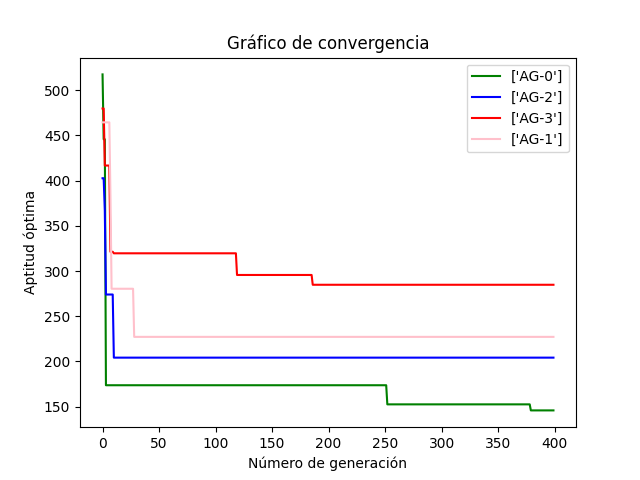 Gráfico de convergencia
['AG-0']
['AG-2']
['AG-3']
['AG-1']
Aptitud óptima
500
450
400
350
300
250
200
150
0 50 100 150 200 250 300 350 400
Número de generación